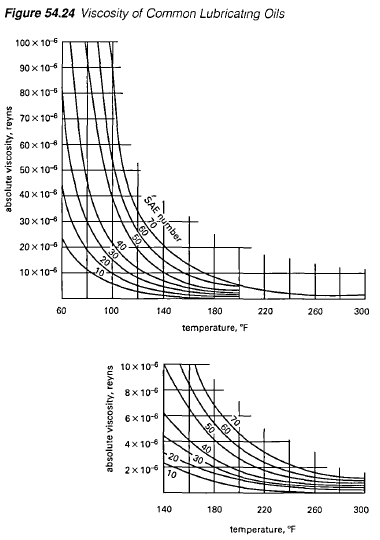 Figure 54.24 Viscosity of Common Lubricating Oils
absolute viscosity, reyns
100 × 10⁻⁶
90 × 10⁻⁶
80 × 10⁻⁶
70 × 10⁻⁶
60 × 10⁻⁶
50 × 10⁻⁶
40 × 10⁻⁶
30 × 10⁻⁶
20 × 10⁻⁶
10 × 10⁻⁶
SAE number
70
60
50
40
30
20
10
60 100 140 180 220 260 300
temperature, °F
absolute viscosity, reyns
10 × 10⁻⁶
8 × 10⁻⁶
6 × 10⁻⁶
4 × 10⁻⁶
2 × 10⁻⁶
70
60
50
40
30
20
10
140 180 220 260 300
temperature, °F